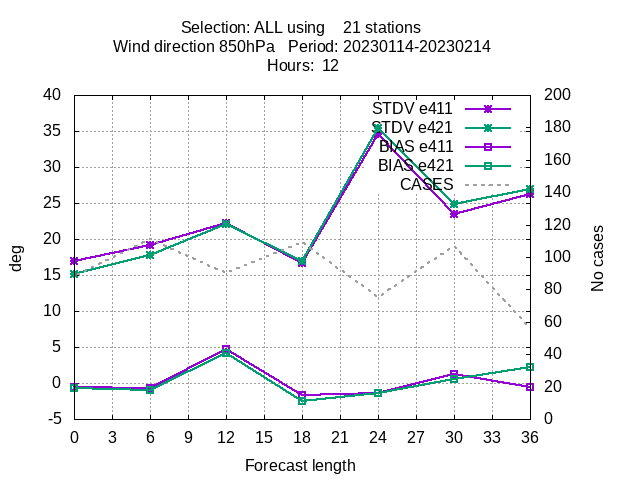 Selection: ALL using    21 stations
Wind direction 850hPa   Period: 20230114-20230214
Hours:  12
STDV e411
STDV e421
BIAS e411
BIAS e421
CASES
40
35
30
25
20
15
10
5
0
-5
200
180
160
140
120
100
80
60
40
20
0
deg
No cases
0 3 6 9 12 15 18 21 24 27 30 33 36
Forecast length